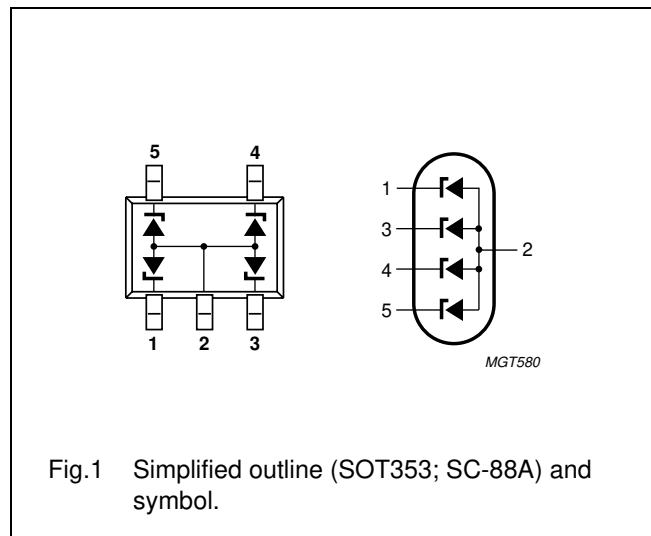 5 4
1 2 3
1
3
2
4
5
MGT580
Fig.1 Simplified outline (SOT353; SC-88A) and
symbol.